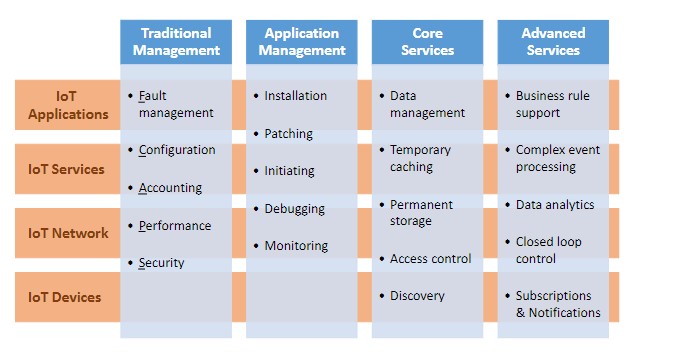 Traditional
Management
Application
Management
Core
Services
Advanced
Services
IoT
Applications
IoT Services
IoT Network
IoT Devices
• Fault
management
• Configuration
• Accounting
• Performance
• Security
• Installation
• Patching
• Initiating
• Debugging
• Monitoring
• Data
management
• Temporary
caching
• Permanent
storage
• Access control
• Discovery
• Business rule
support
• Complex event
processing
• Data analytics
• Closed loop
control
• Subscriptions
& Notifications